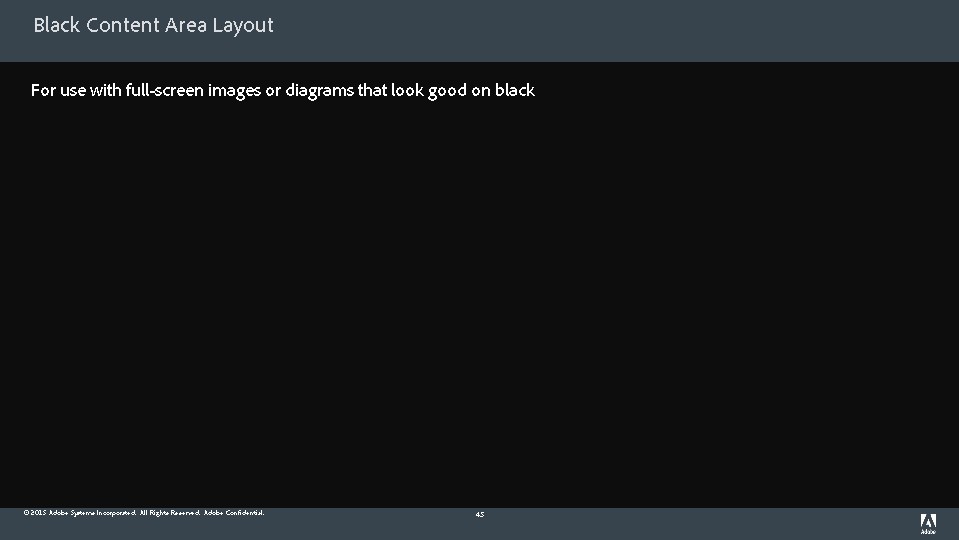 Black Content Area Layout
For use with full-screen images or diagrams that look good on black
© 2015 Adobe Systems Incorporated. All Rights Reserved. Adobe Confidential.
45
Adobe